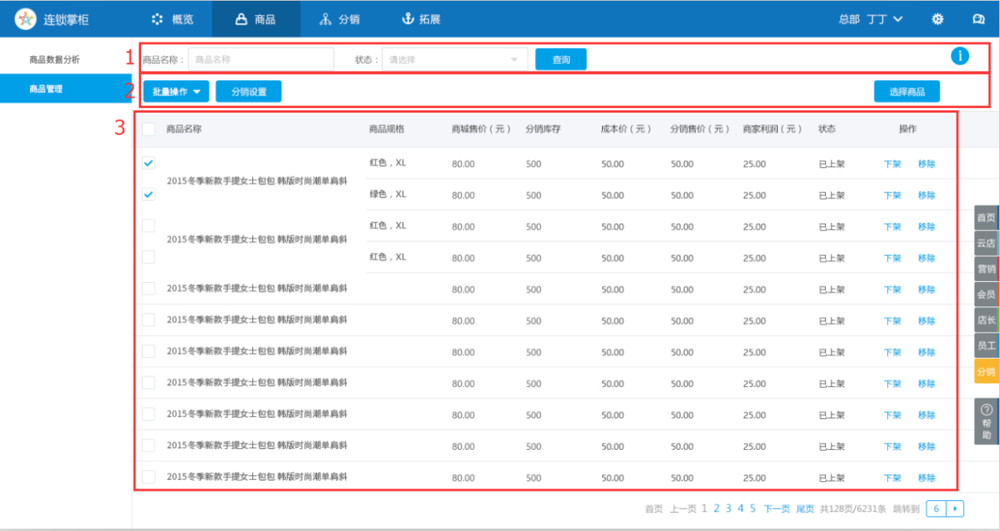 连锁掌柜 概览 商品 分销 拓展 总部 丁丁
商品数据分析
商品管理
1 商品名称： 商品名称 状态： 请选择 查询
2 批量操作 分销设置 选择商品
3 商品名称 商品规格 商城售价（元） 分销库存 成本价（元） 分销售价（元） 商家利润（元） 状态 操作
2015冬季新款手提女士包包 韩版时尚潮单肩斜
红色，XL 80.00 500 50.00 50.00 25.00 已上架 下架 移除
绿色，XL 80.00 500 50.00 50.00 25.00 已上架 下架 移除
2015冬季新款手提女士包包 韩版时尚潮单肩斜
红色，XL 80.00 500 50.00 50.00 25.00 已上架 下架 移除
红色，XL 80.00 500 50.00 50.00 25.00 已上架 下架 移除
2015冬季新款手提女士包包 韩版时尚潮单肩斜 80.00 500 50.00 50.00 25.00 已上架 下架 移除
2015冬季新款手提女士包包 韩版时尚潮单肩斜 80.00 500 50.00 50.00 25.00 已上架 下架 移除
2015冬季新款手提女士包包 韩版时尚潮单肩斜 80.00 500 50.00 50.00 25.00 已上架 下架 移除
2015冬季新款手提女士包包 韩版时尚潮单肩斜 80.00 500 50.00 50.00 25.00 已上架 下架 移除
2015冬季新款手提女士包包 韩版时尚潮单肩斜 80.00 500 50.00 50.00 25.00 已上架 下架 移除
2015冬季新款手提女士包包 韩版时尚潮单肩斜 80.00 500 50.00 50.00 25.00 已上架 下架 移除
2015冬季新款手提女士包包 韩版时尚潮单肩斜 80.00 500 50.00 50.00 25.00 已上架 下架 移除
首页 上一页 1 2 3 4 5 下一页 尾页 共128页/6231条 跳转到 6
首页
云店
营销
会员
店长
员工
分销
帮
助